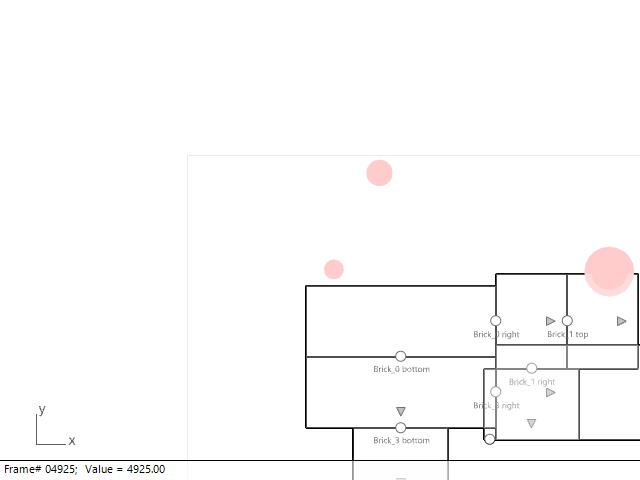 Brick_0 right
Brick_1 top
Brick_0 bottom
Brick_1 right
Brick_3 right
y
Brick_3 bottom
x
Frame# 04925;  Value = 4925.00